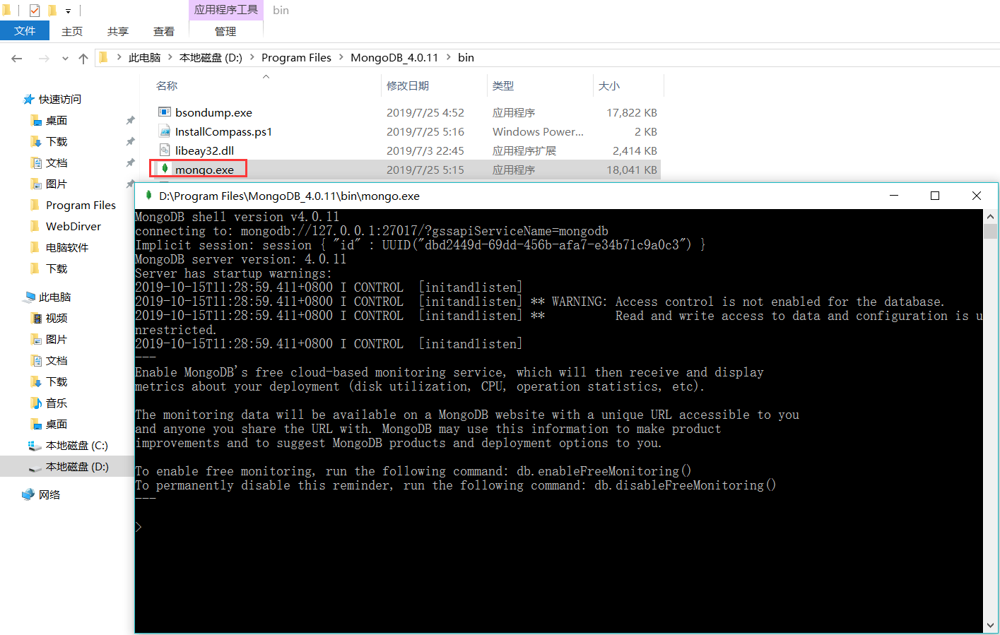 应用程序工具 bin
文件 主页 共享 查看 管理
此电脑 本地磁盘 (D:) Program Files MongoDB_4.0.11 bin
名称 修改日期 类型 大小
bsondump.exe 2019/7/25 4:52 应用程序 17,822 KB
InstallCompass.ps1 2019/7/25 5:16 Windows Power... 2 KB
libeay32.dll 2019/7/3 22:45 应用程序扩展 2,414 KB
mongo.exe 2019/7/25 5:15 应用程序 18,041 KB
快速访问
桌面
下载
文档
图片
Program Files
WebDirver
电脑软件
下载
此电脑
视频
图片
文档
下载
音乐
桌面
本地磁盘 (C:)
本地磁盘 (D:)
网络
D:\Program Files\MongoDB_4.0.11\bin\mongo.exe
MongoDB shell version v4.0.11
connecting to: mongodb://127.0.0.1:27017/?gssapiServiceName=mongodb
Implicit session: session { "id" : UUID("dbd2449d-69dd-456b-afa7-e34b71c9a0c3") }
MongoDB server version: 4.0.11
Server has startup warnings:
2019-10-15T11:28:59.411+0800 I CONTROL  [initandlisten]
2019-10-15T11:28:59.411+0800 I CONTROL  [initandlisten] ** WARNING: Access control is not enabled for the database.
2019-10-15T11:28:59.411+0800 I CONTROL  [initandlisten] **          Read and write access to data and configuration is u
nrestricted.
2019-10-15T11:28:59.411+0800 I CONTROL  [initandlisten]
---
Enable MongoDB's free cloud-based monitoring service, which will then receive and display
metrics about your deployment (disk utilization, CPU, operation statistics, etc).
The monitoring data will be available on a MongoDB website with a unique URL accessible to you
and anyone you share the URL with. MongoDB may use this information to make product
improvements and to suggest MongoDB products and deployment options to you.
To enable free monitoring, run the following command: db.enableFreeMonitoring()
To permanently disable this reminder, run the following command: db.disableFreeMonitoring()
---
>